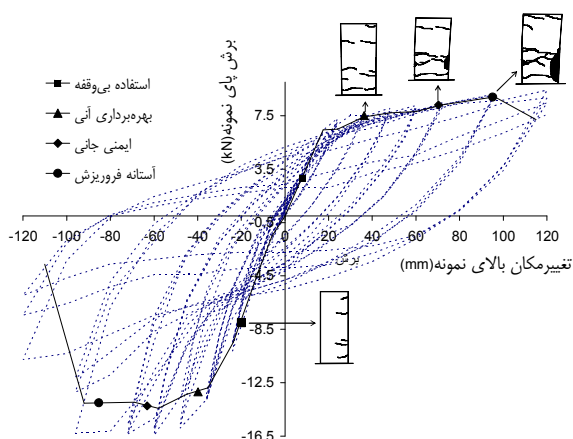 برش پای نمونه(kN)
استفاده بی‌وقفه
بهره‌برداری آنی
ایمنی جانی
آستانه فروریزش
7.5
3.5
-0.5
-4.5
-8.5
-12.5
-16.5
-120 -100 -80 -60 -40 -20 0 20 40 60 80 100 120
برش
تغییرمکان بالای نمونه(mm)